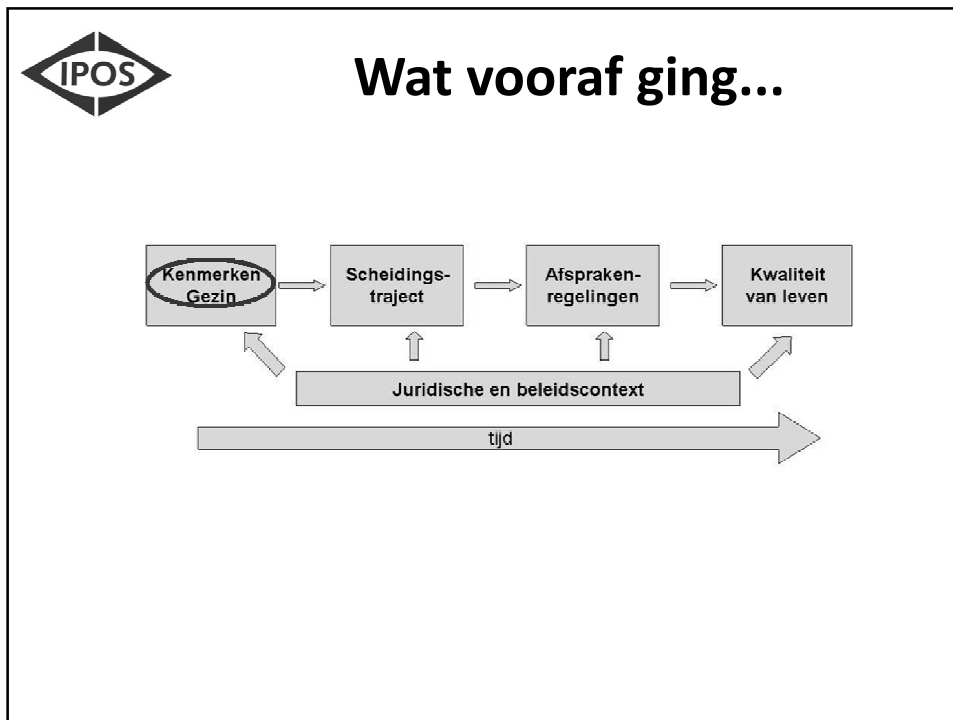 IPOS
Wat vooraf ging...
Kenmerken
Gezin
Scheidings-
traject
Afspraken-
regelingen
Kwaliteit
van leven
Juridische en beleidscontext
tijd